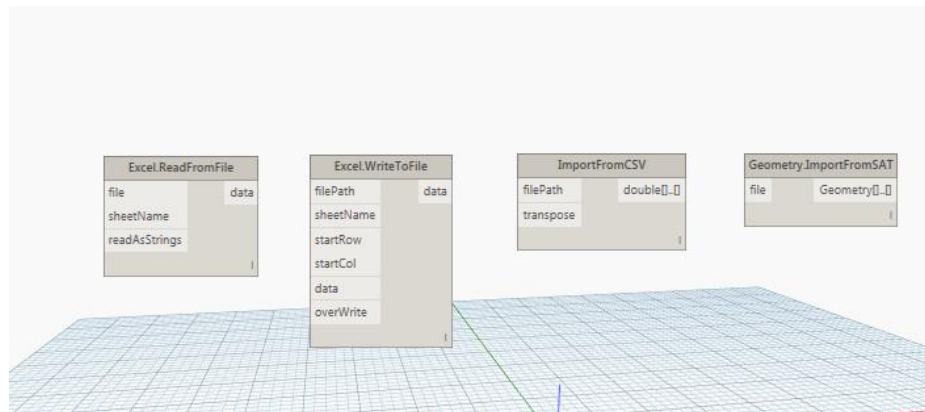 Excel.ReadFromFile
file data
sheetName
readAsStrings
l
Excel.WriteToFile
filePath data
sheetName
startRow
startCol
data
overWrite
l
ImportFromCSV
filePath double[]..[]
transpose
l
Geometry.ImportFromSAT
file Geometry[]..[]
l